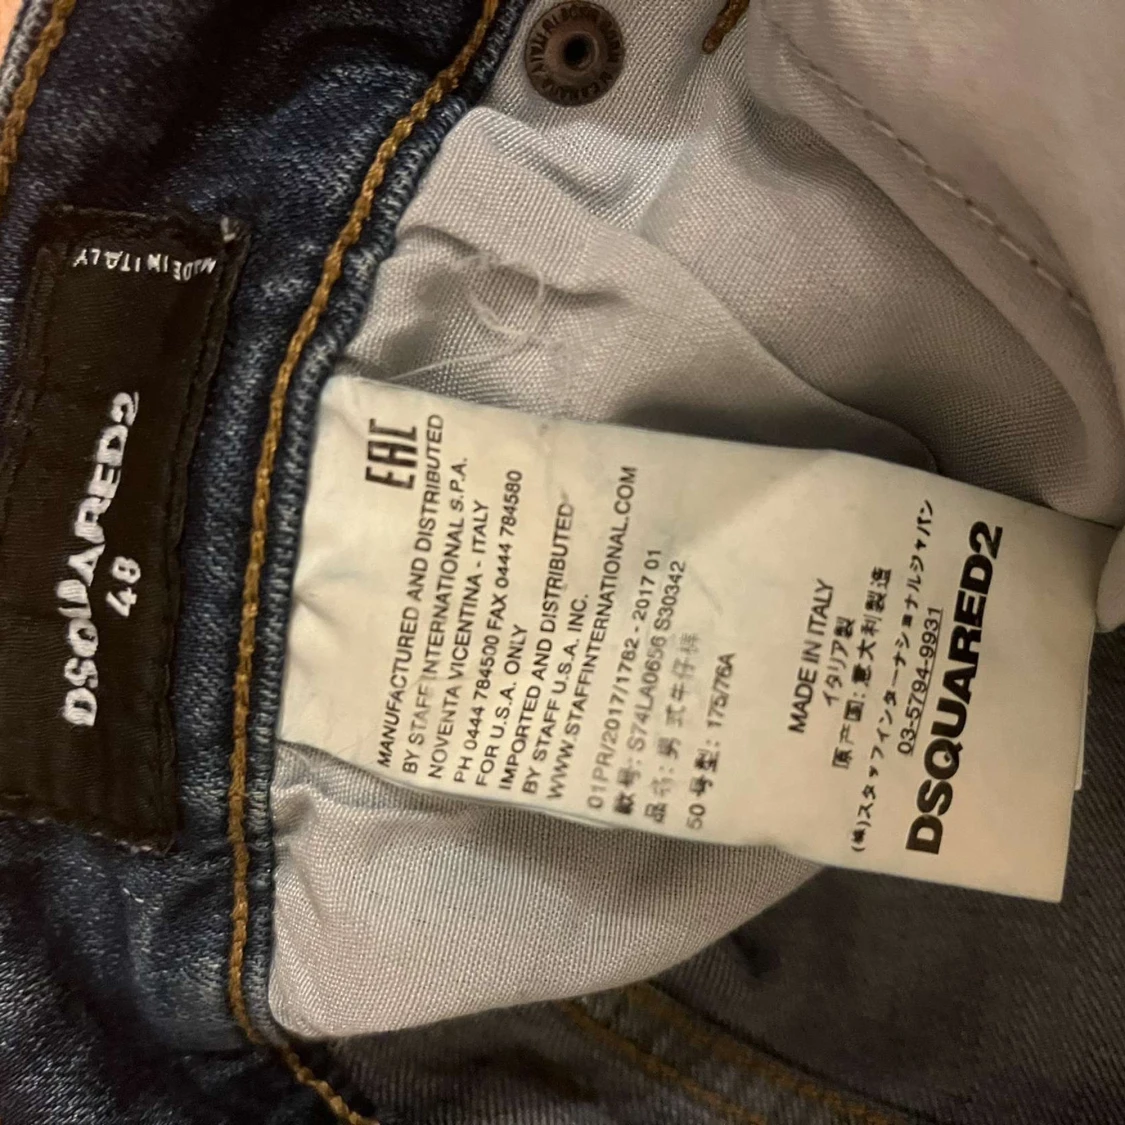 MADE IN ITALY
DSQUARED2
48
EAC
MANUFACTURED AND DISTRIBUTED
BY STAFF INTERNATIONAL S.P.A.
NOVENTA VICENTINA - ITALY
PH 0444 784500 FAX 0444 784580
FOR U.S.A. ONLY
IMPORTED AND DISTRIBUTED
BY STAFF U.S.A. INC.
WWW.STAFFINTERNATIONAL.COM
01PR/2017/1782 - 2017 01
款号: S74LA0656 S30342
品名: 男式牛仔裤
50 号型: 175/76A
MADE IN ITALY
イタリア製
原产国: 意大利製造
(株)スタッフインターナショナルジャパン
03-5794-9931
DSQUARED2